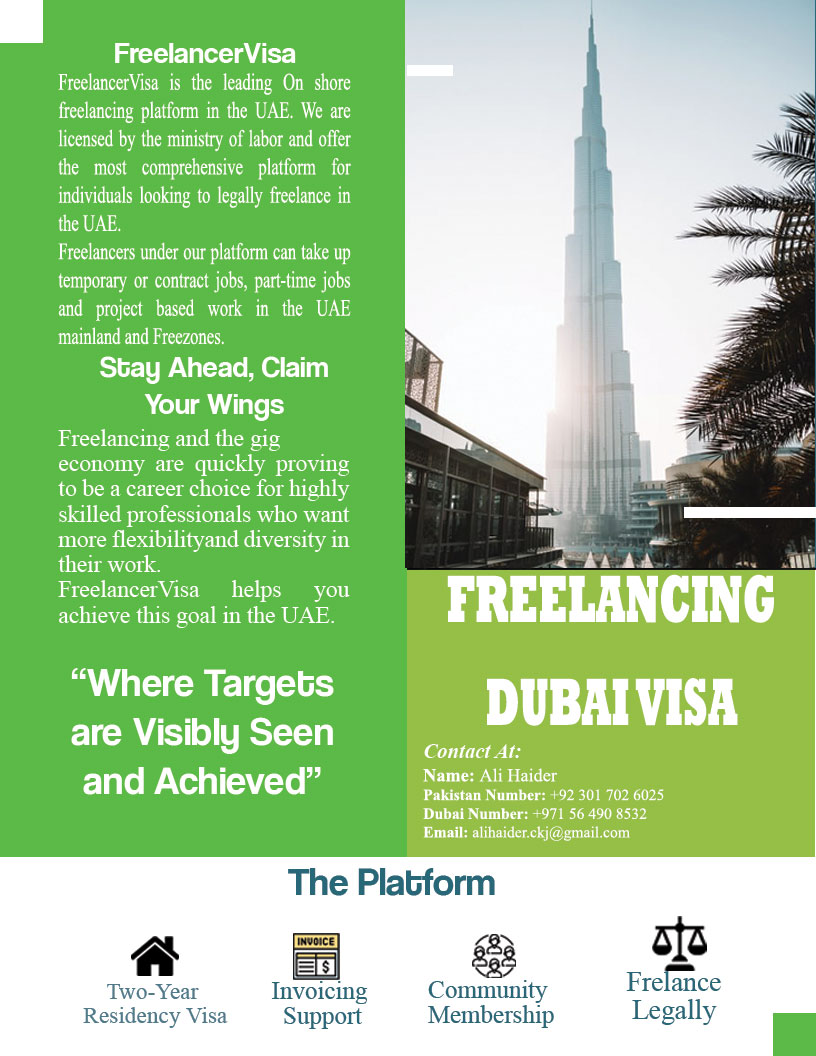 FreelancerVisa
FreelancerVisa is the leading On shore
freelancing platform in the UAE. We are
licensed by the ministry of labor and offer
the most comprehensive platform for
individuals looking to legally freelance in
the UAE.
Freelancers under our platform can take up
temporary or contract jobs, part-time jobs
and project based work in the UAE
mainland and Freezones.
Stay Ahead, Claim
Your Wings
Freelancing and the gig
economy are quickly proving
to be a career choice for highly
skilled professionals who want
more flexibilityand diversity in
their work.
FreelancerVisa helps you
achieve this goal in the UAE.
“Where Targets
are Visibly Seen
and Achieved”
FREELANCING
DUBAI VISA
Contact At:
Name: Ali Haider
Pakistan Number: +92 301 702 6025
Dubai Number: +971 56 490 8532
Email: alihaider.ckj@gmail.com
The Platform
Two-Year
Residency Visa
INVOICE
$
Invoicing
Support
Community
Membership
Frelance
Legally